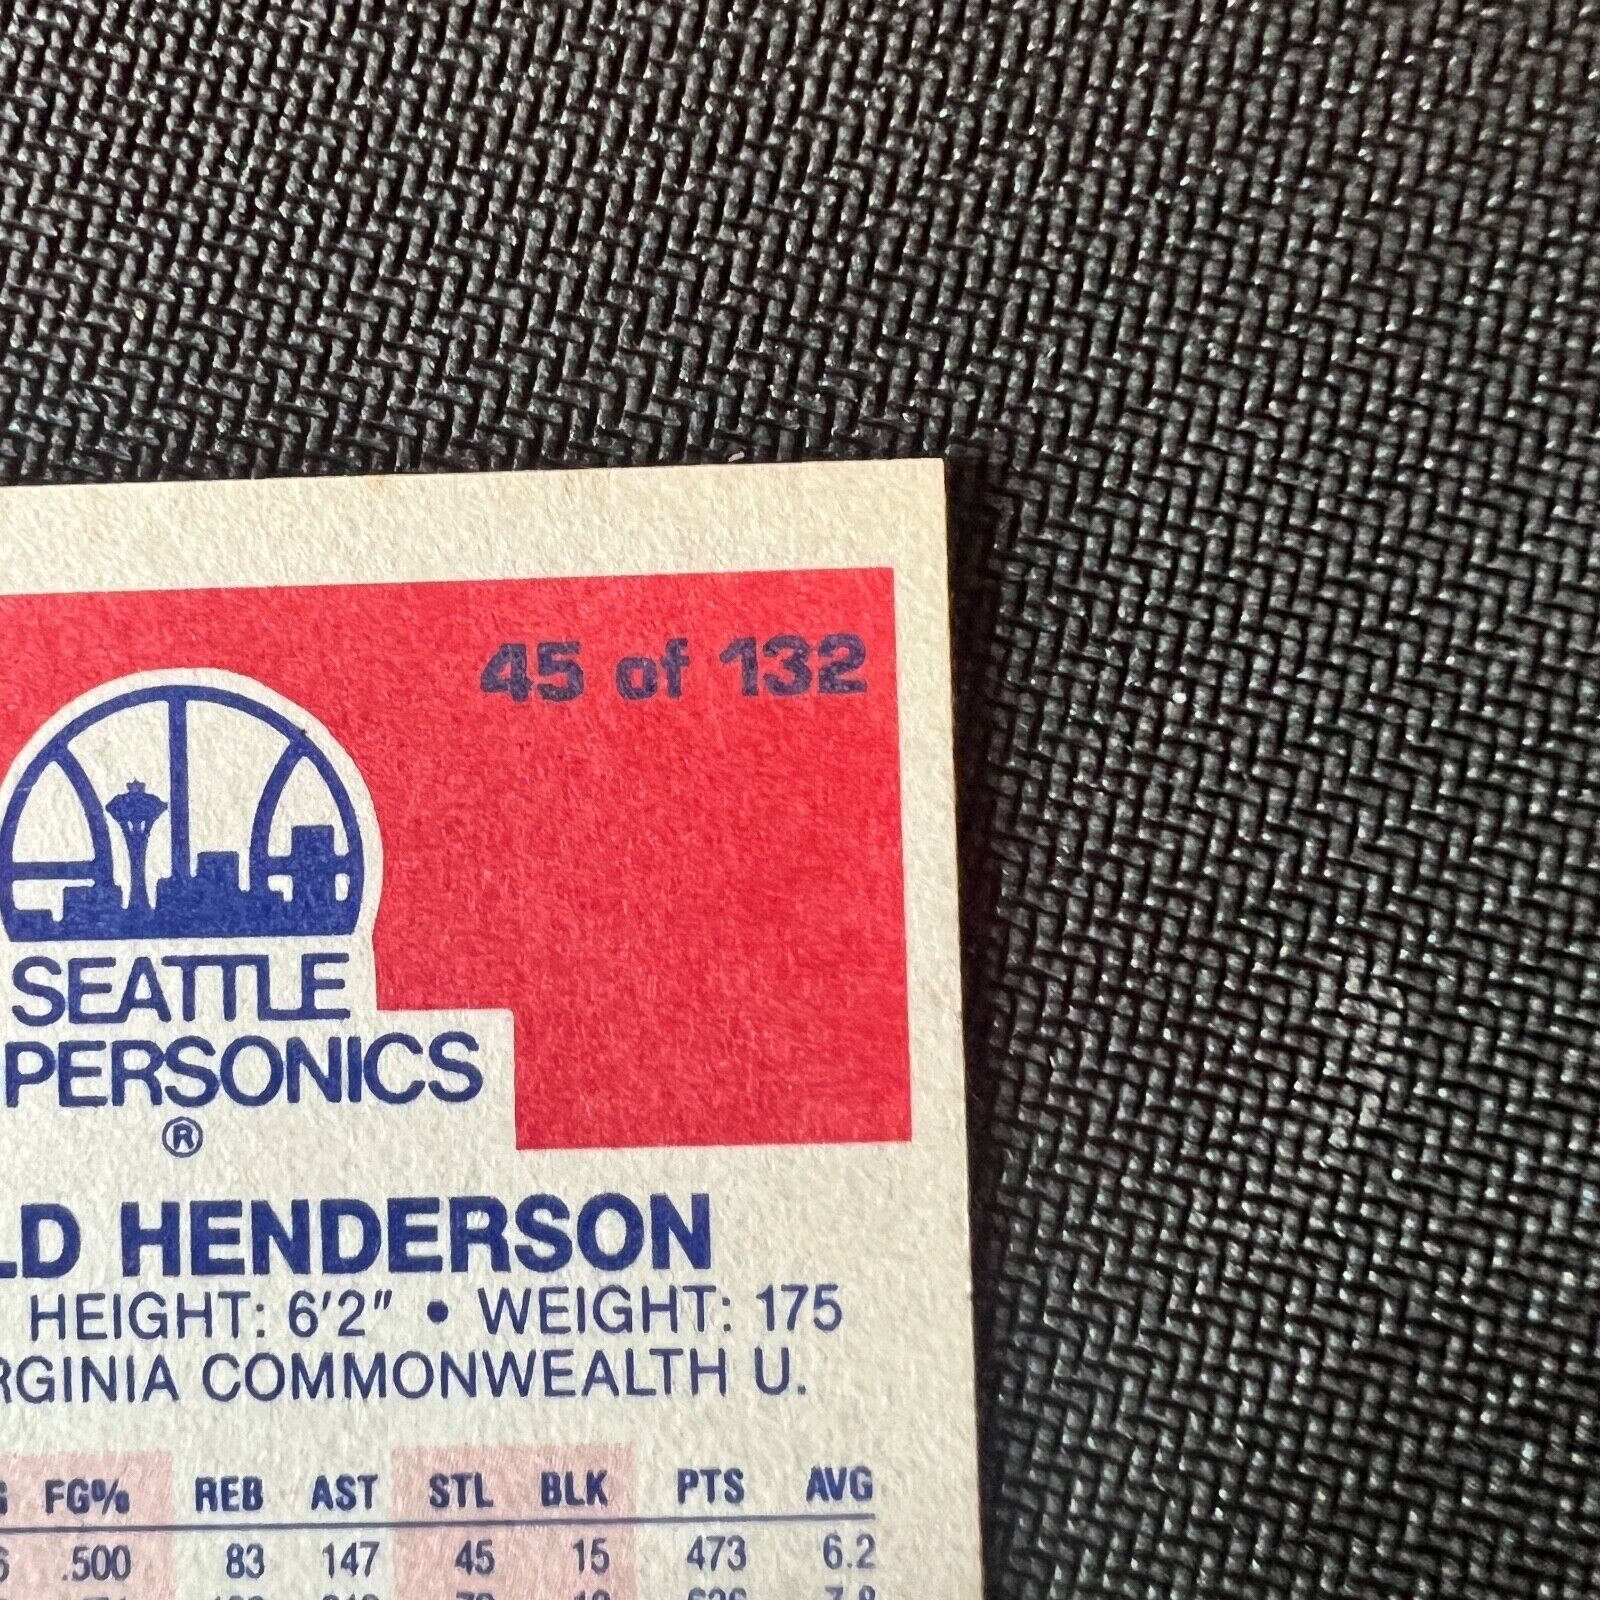 45 of 132
SEATTLE
PERSONICS
®
LD HENDERSON
HEIGHT: 6'2" • WEIGHT: 175
RGINIA COMMONWEALTH U.
FG% REB AST STL BLK PTS AVG
.500 83 147 45 15 473 6.2